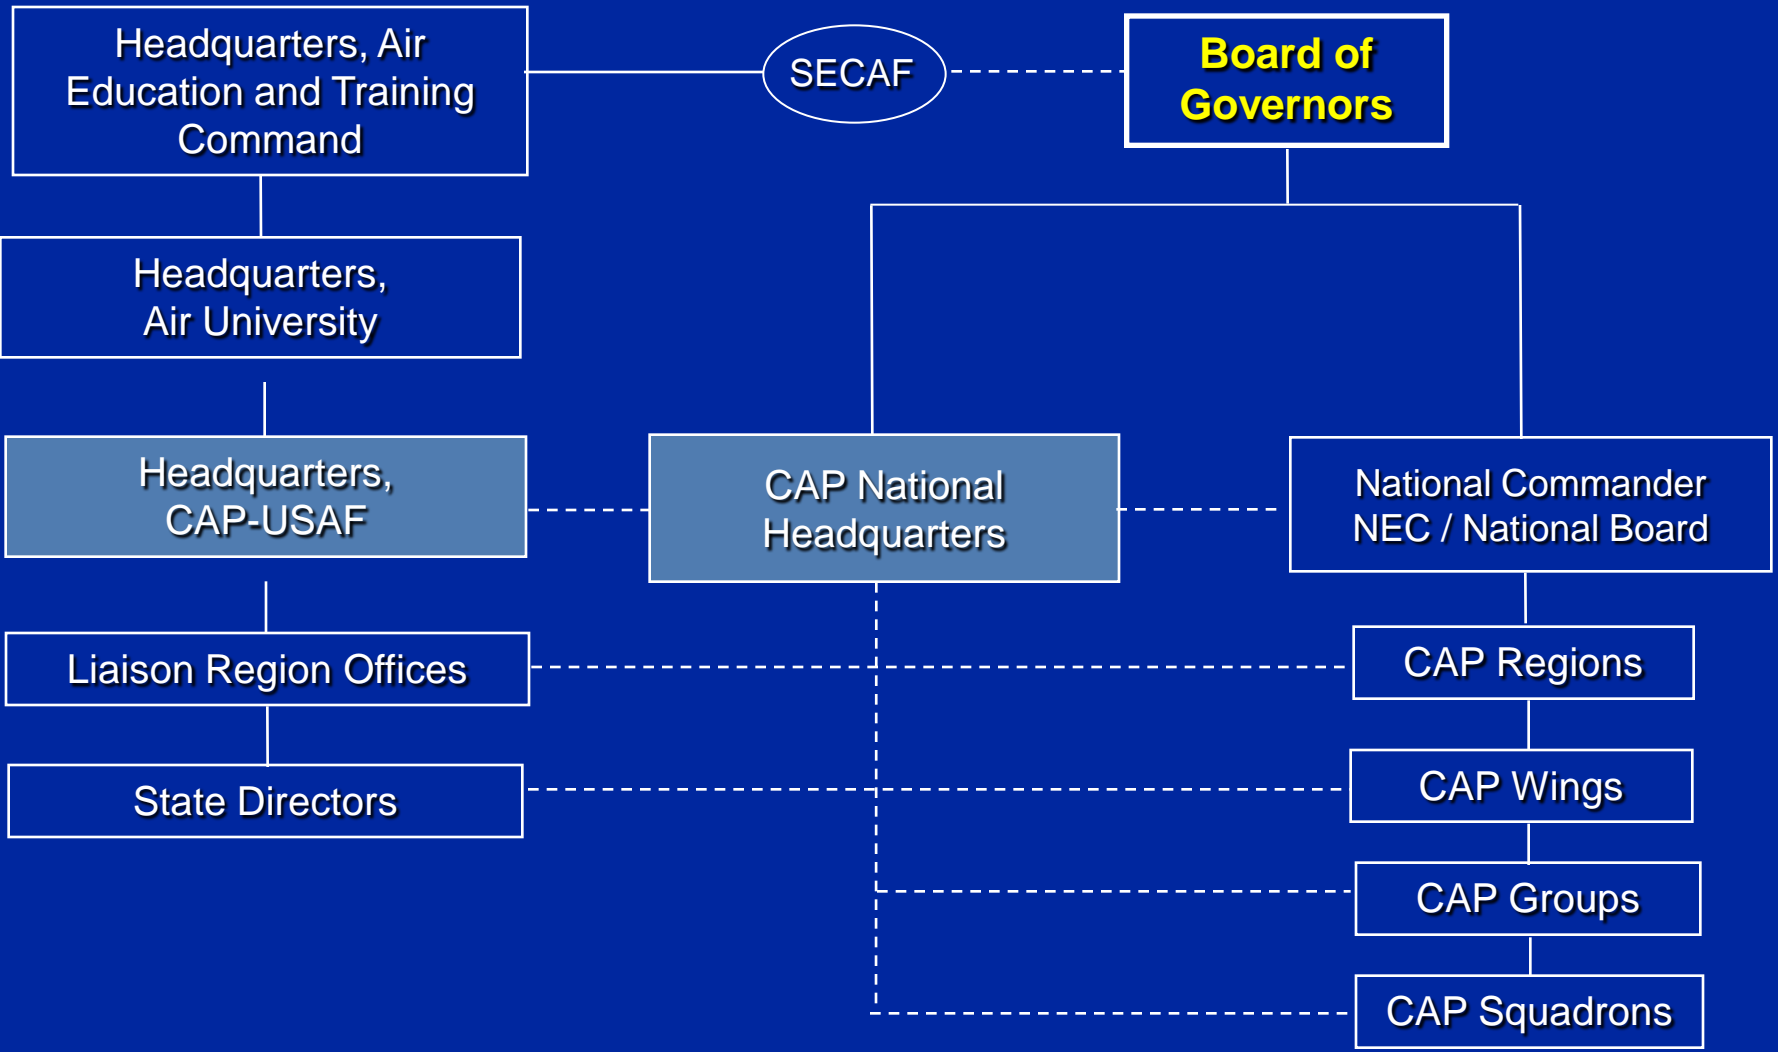 Headquarters, Air
Education and Training
Command
SECAF
Board of
Governors
Headquarters,
Air University
Headquarters,
CAP-USAF
CAP National
Headquarters
National Commander
NEC / National Board
Liaison Region Offices
CAP Regions
State Directors
CAP Wings
CAP Groups
CAP Squadrons